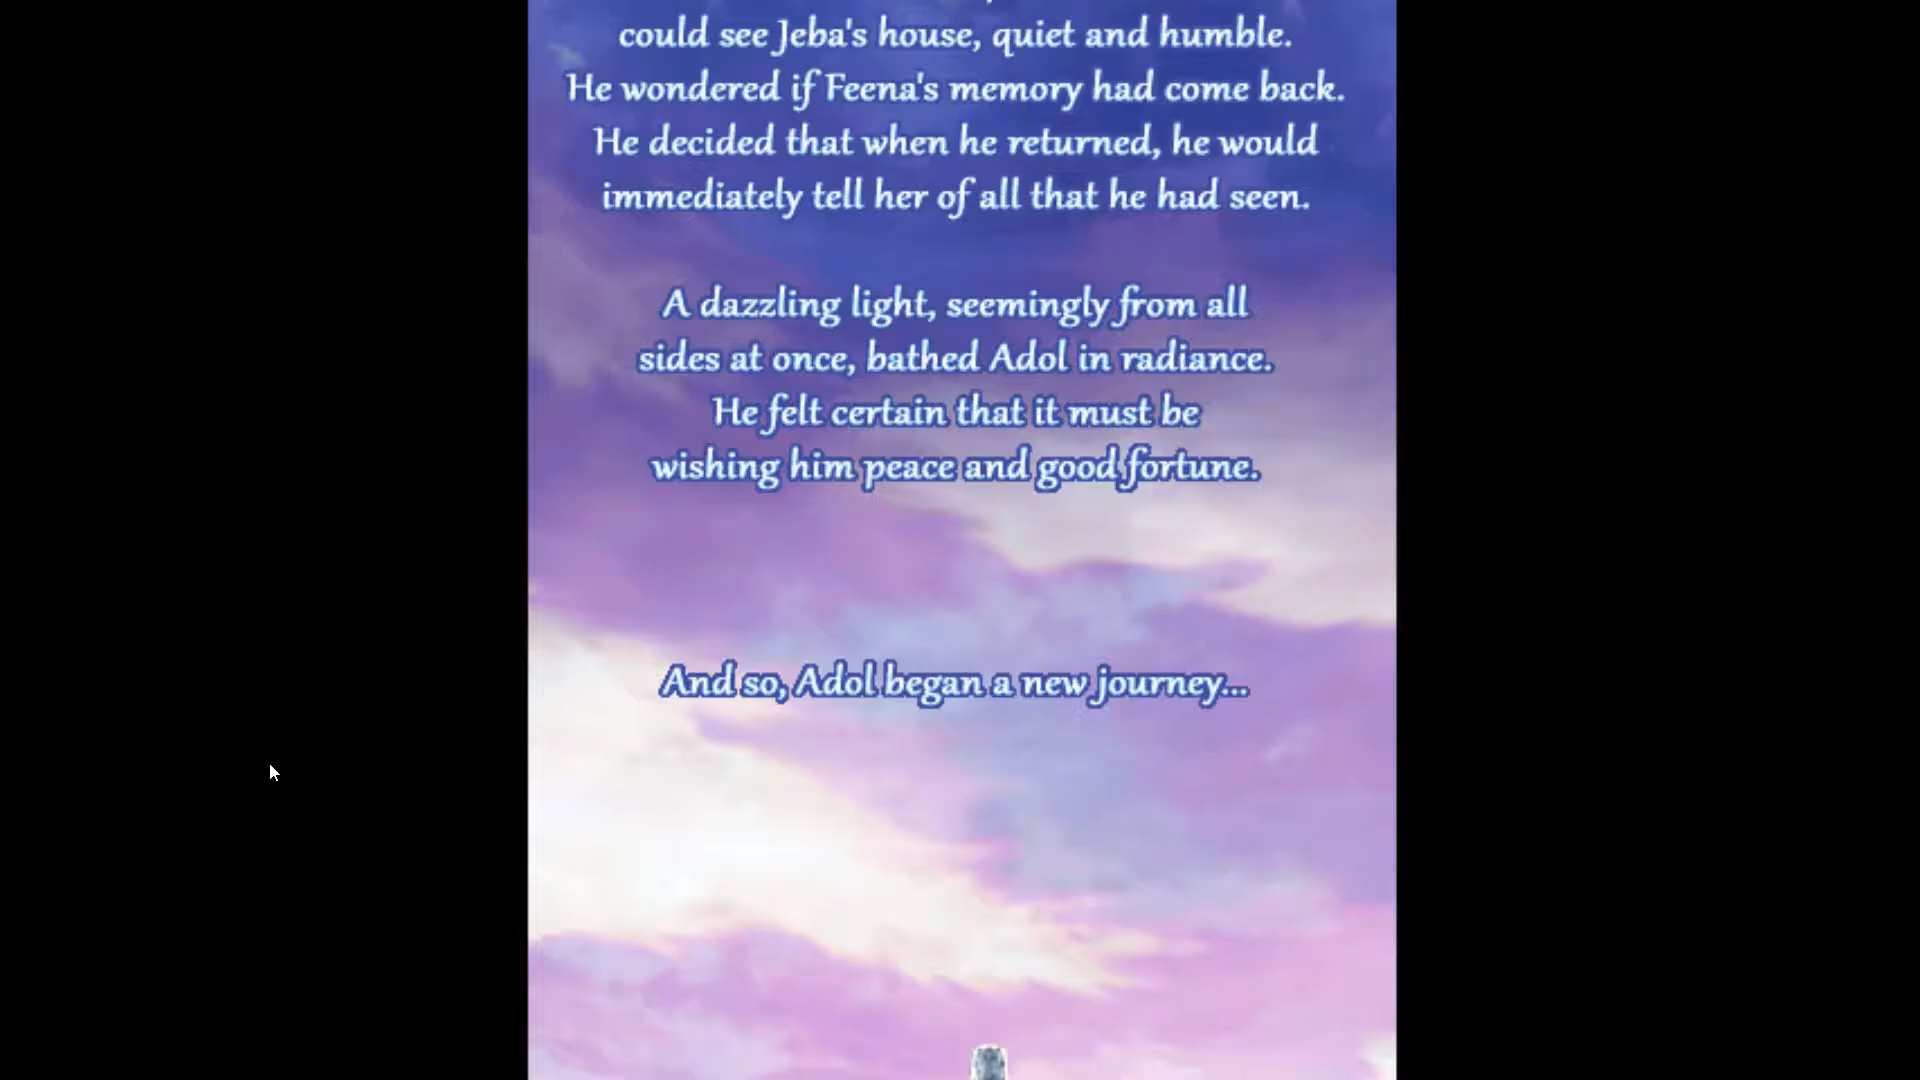 could see Jeba's house, quiet and humble.
He wondered if Feena's memory had come back.
He decided that when he returned, he would
immediately tell her of all that he had seen.
A dazzling light, seemingly from all
sides at once, bathed Adol in radiance.
He felt certain that it must be
wishing him peace and good fortune.
And so, Adol began a new journey...